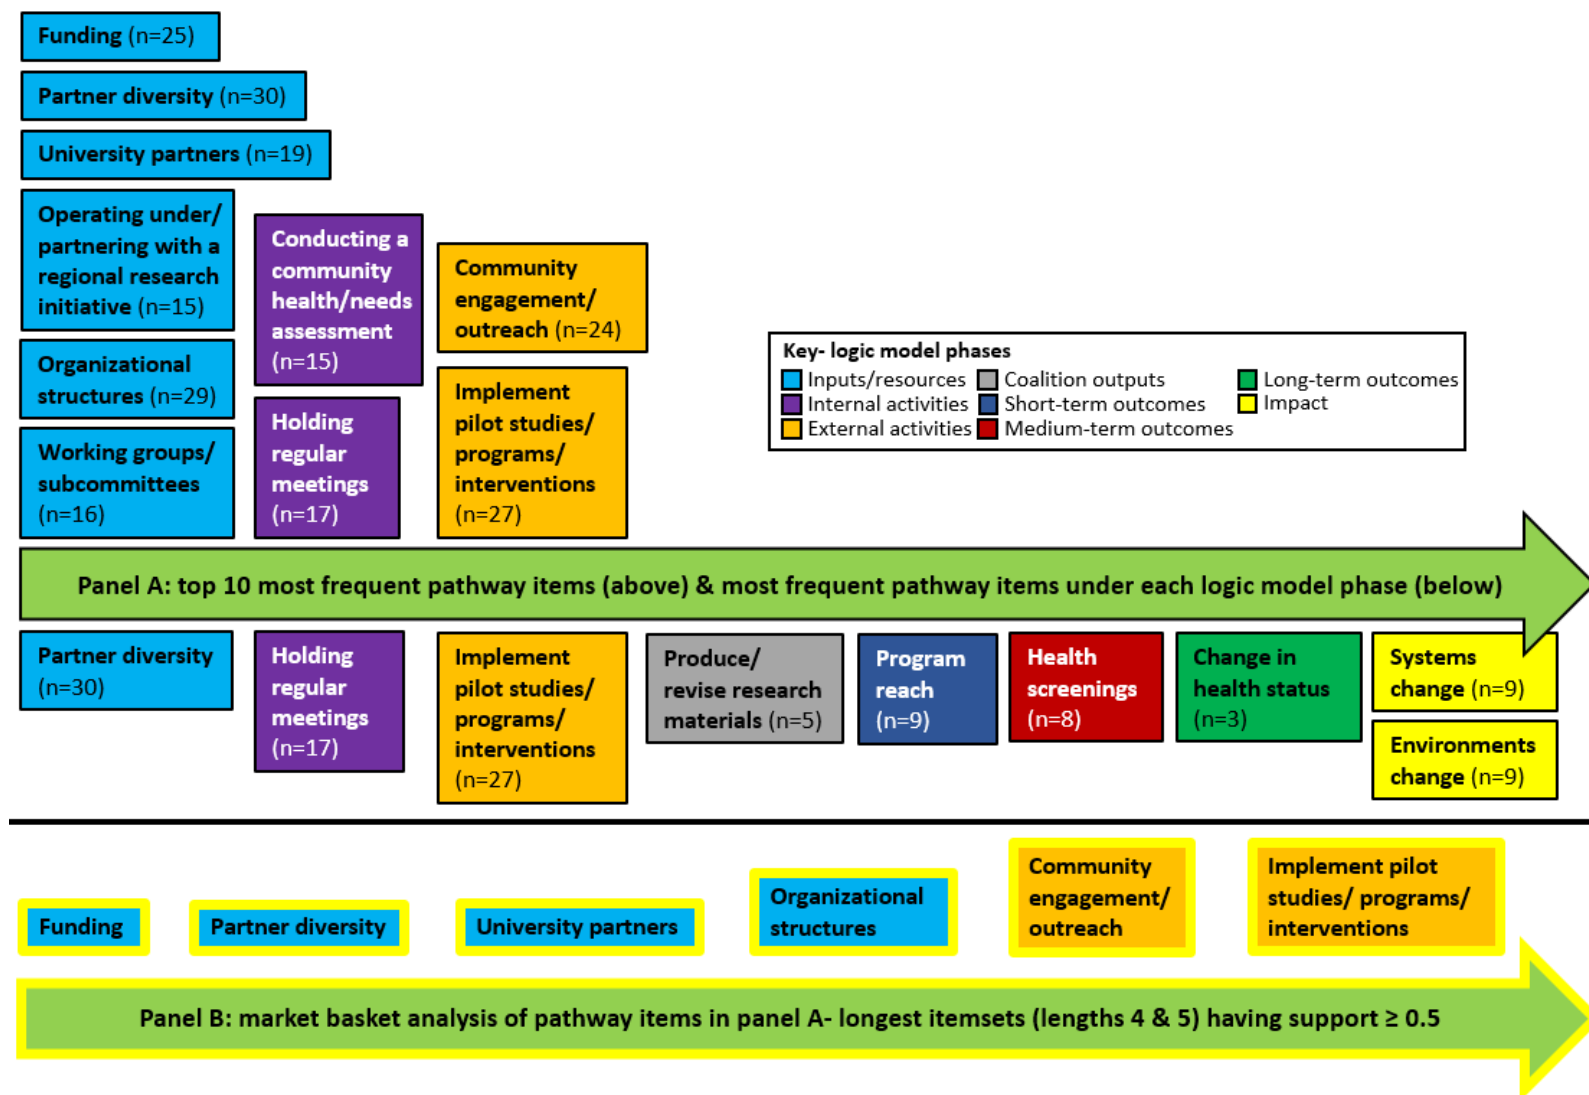 Funding (n=25)
Partner diversity (n=30)
University partners (n=19)
Operating under/
partnering with a
regional research
initiative (n=15)
Organizational
structures (n=29)
Working groups/
subcommittees
(n=16)
Conducting a
community
health/needs
assessment
(n=15)
Holding
regular
meetings
(n=17)
Community
engagement/
outreach (n=24)
Implement
pilot studies/
programs/
interventions
(n=27)
Key- logic model phases
Inputs/resources
Internal activities
External activities
Coalition outputs
Short-term outcomes
Medium-term outcomes
Long-term outcomes
Impact
Panel A: top 10 most frequent pathway items (above) & most frequent pathway items under each logic model phase (below)
Partner diversity
(n=30)
Holding
regular
meetings
(n=17)
Implement
pilot studies/
programs/
interventions
(n=27)
Produce/
revise research
materials (n=5)
Program
reach
(n=9)
Health
screenings
(n=8)
Change in
health status
(n=3)
Systems
change (n=9)
Environments
change (n=9)
Funding
Partner diversity
University partners
Organizational
structures
Community
engagement/
outreach
Implement pilot
studies/ programs/
interventions
Panel B: market basket analysis of pathway items in panel A- longest itemsets (lengths 4 & 5) having support ≥ 0.5